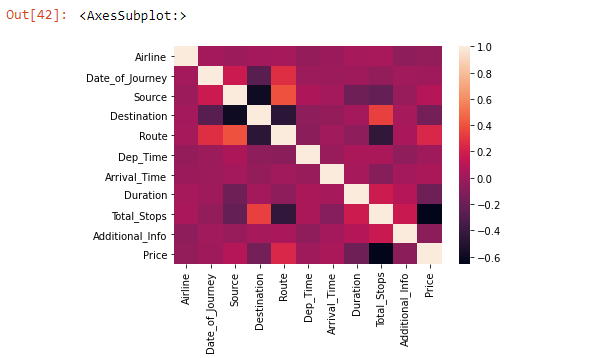 Out[42]: <AxesSubplot:>
Airline
Date_of_Journey
Source
Destination
Route
Dep_Time
Arrival_Time
Duration
Total_Stops
Additional_Info
Price
Airline
Date_of_Journey
Source
Destination
Route
Dep_Time
Arrival_Time
Duration
Total_Stops
Additional_Info
Price
1.0
0.8
0.6
0.4
0.2
0.0
−0.2
−0.4
−0.6